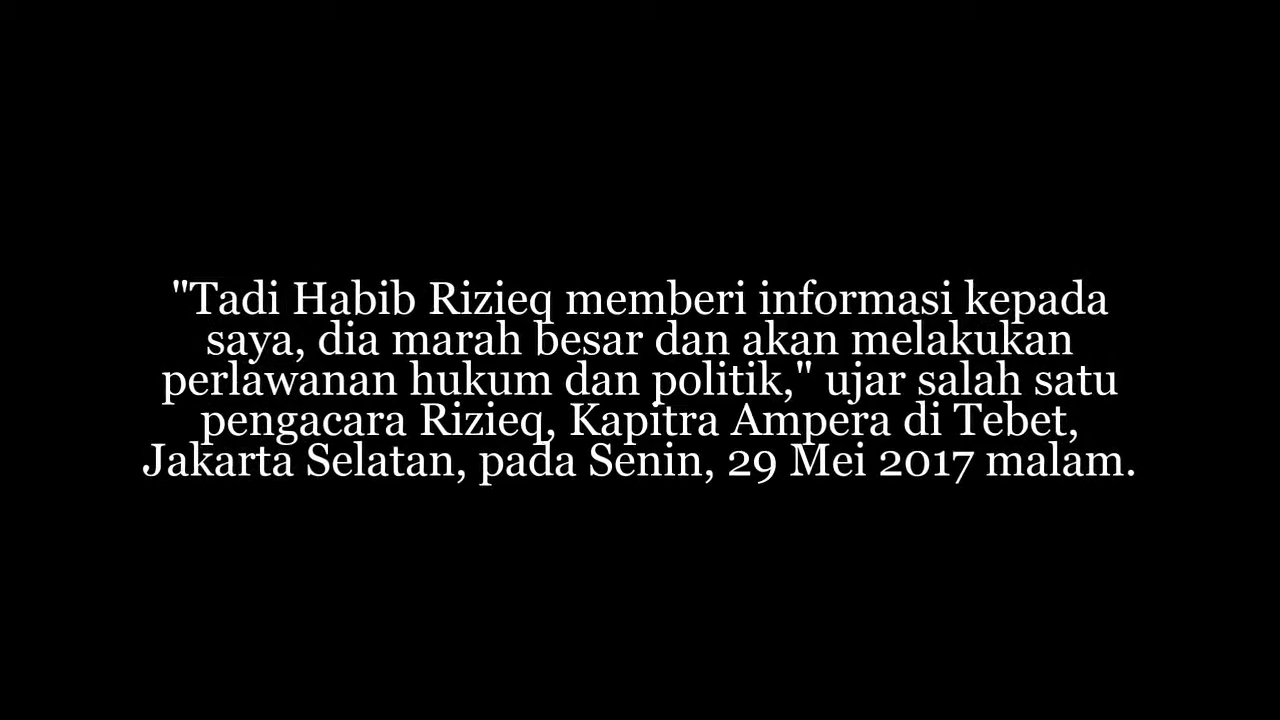 "Tadi Habib Rizieq memberi informasi kepada
saya, dia marah besar dan akan melakukan
perlawanan hukum dan politik," ujar salah satu
pengacara Rizieq, Kapitra Ampera di Tebet,
Jakarta Selatan, pada Senin, 29 Mei 2017 malam.